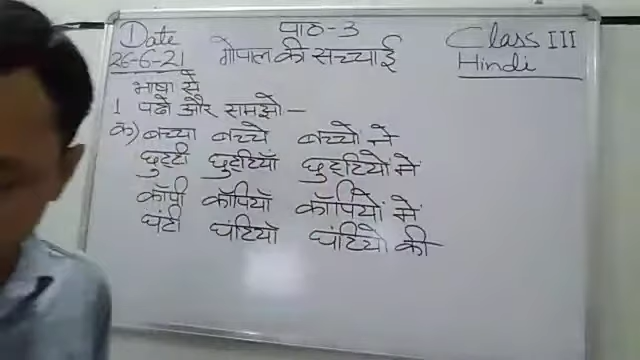 पाठ-3
Date Class III
26-6-21 गोपाल की सच्चाई Hindi
भाषा से
1 पढो और समझो—
क) बच्चा बच्चे बच्चों ने
छुट्टी छुट्टियाँ छुट्टियों में
कॉपी कॉपियाँ कॉपियों में
घंटी घंटियाँ घंटियों की